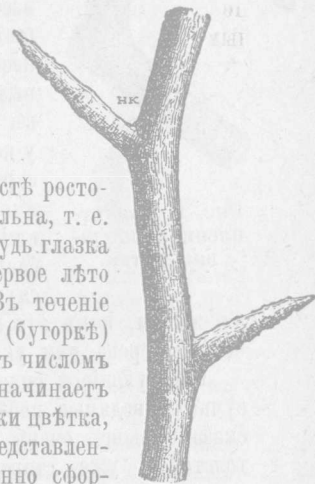 нк
стѣ росто-
льна, т. е.
удь глазка
ервое лѣто
Въ теченіе
(бугоркѣ)
ъ числомъ
начинаетъ
ки цвѣтка,
едставлен-
нно сфор-